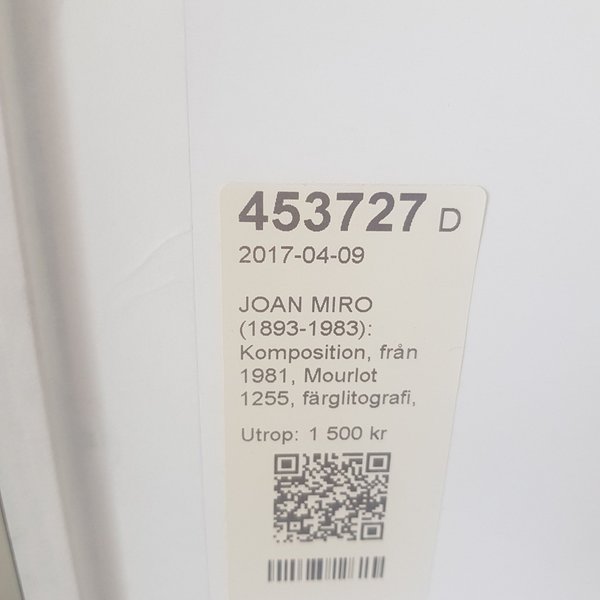 453727 D
2017-04-09
JOAN MIRO
(1893-1983):
Komposition, från
1981, Mourlot
1255, färglitografi,
Utrop: 1 500 kr